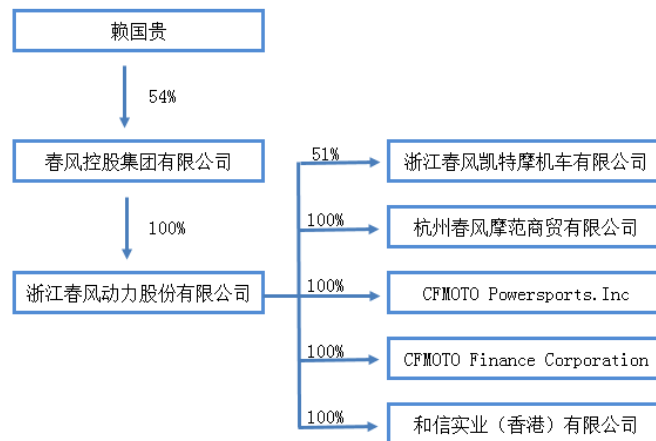 赖国贵
54%
春风控股集团有限公司
100%
浙江春风动力股份有限公司
51%
浙江春风凯特摩机车有限公司
100%
杭州春风摩范商贸有限公司
100%
CFMOTO Powersports.Inc
100%
CFMOTO Finance Corporation
100%
和信实业（香港）有限公司